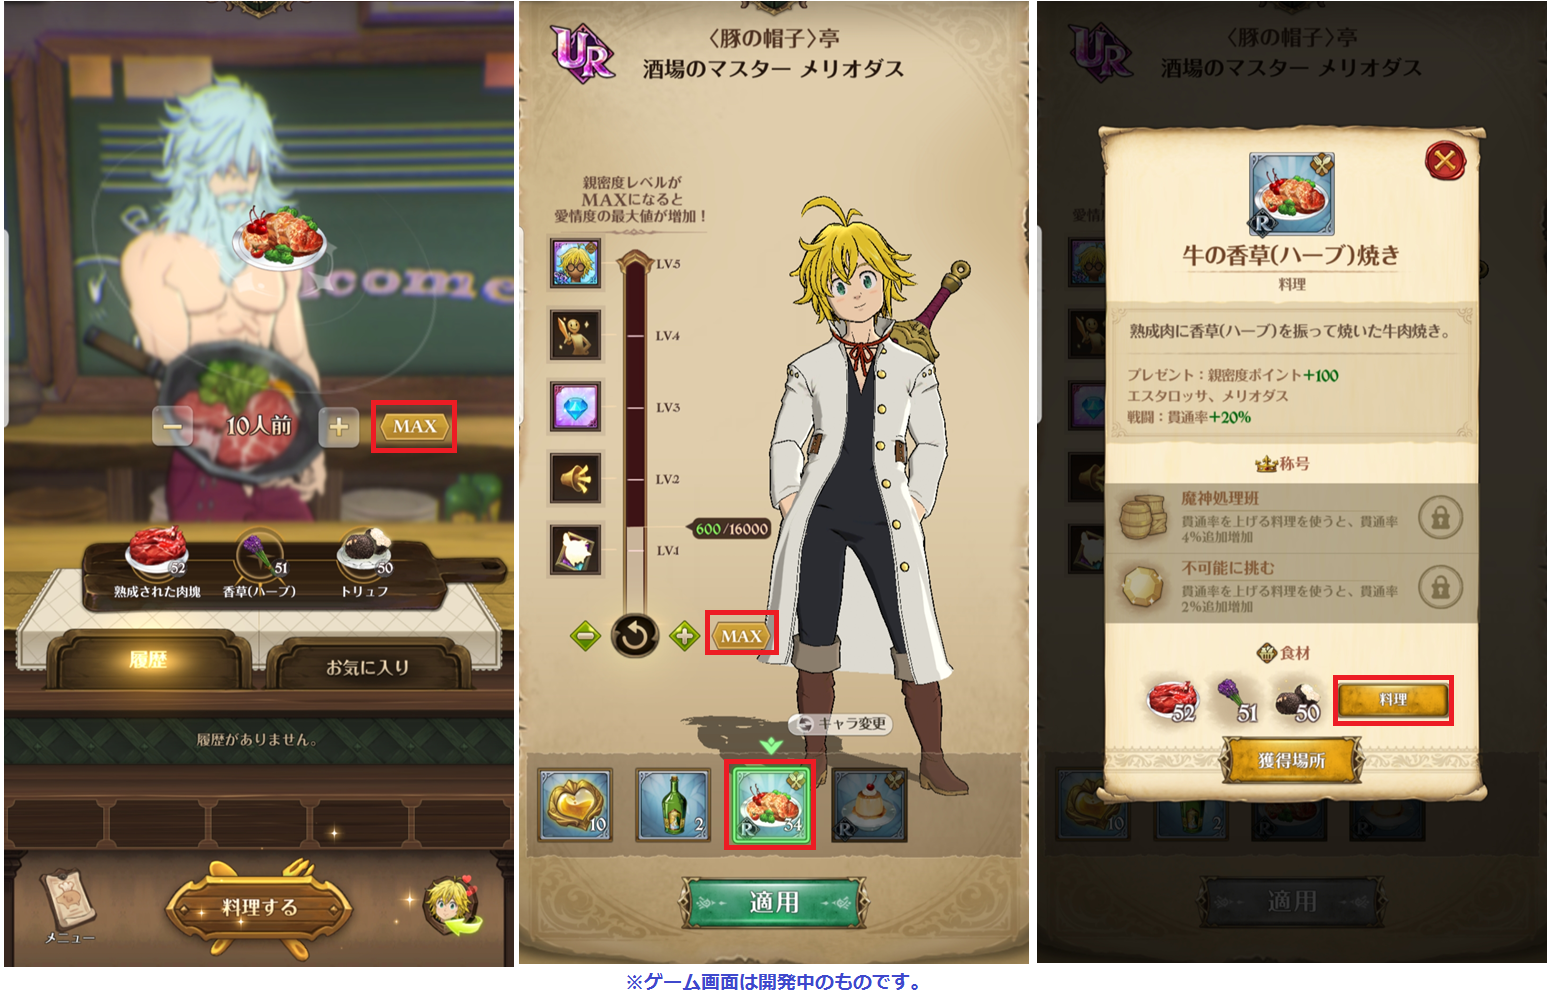 come
10人前
MAX
52
51
50
熟成された肉塊
香草(ハーブ)
トリュフ
履歴
お気に入り
履歴がありません。
メニュー
料理する
UR
〈豚の帽子〉亭
酒場のマスター メリオダス
親密度レベルが
MAXになると
愛情度の最大値が増加！
LV5
LV4
LV3
LV2
600/16000
LV1
MAX
キャラ変更
10
2
R
54
R
適用
UR
〈豚の帽子〉亭
酒場のマスター メリオダス
R
牛の香草(ハーブ)焼き
料理
熟成肉に香草(ハーブ)を振って焼いた牛肉焼き。
プレゼント：親密度ポイント+100
エスタロッサ、メリオダス
戦闘：貫通率+20%
称号
魔神処理班
貫通率を上げる料理を使うと、貫通率
4%追加増加
不可能に挑む
貫通率を上げる料理を使うと、貫通率
2%追加増加
食材
52
51
50
料理
獲得場所
適用
※ゲーム画面は開発中のものです。